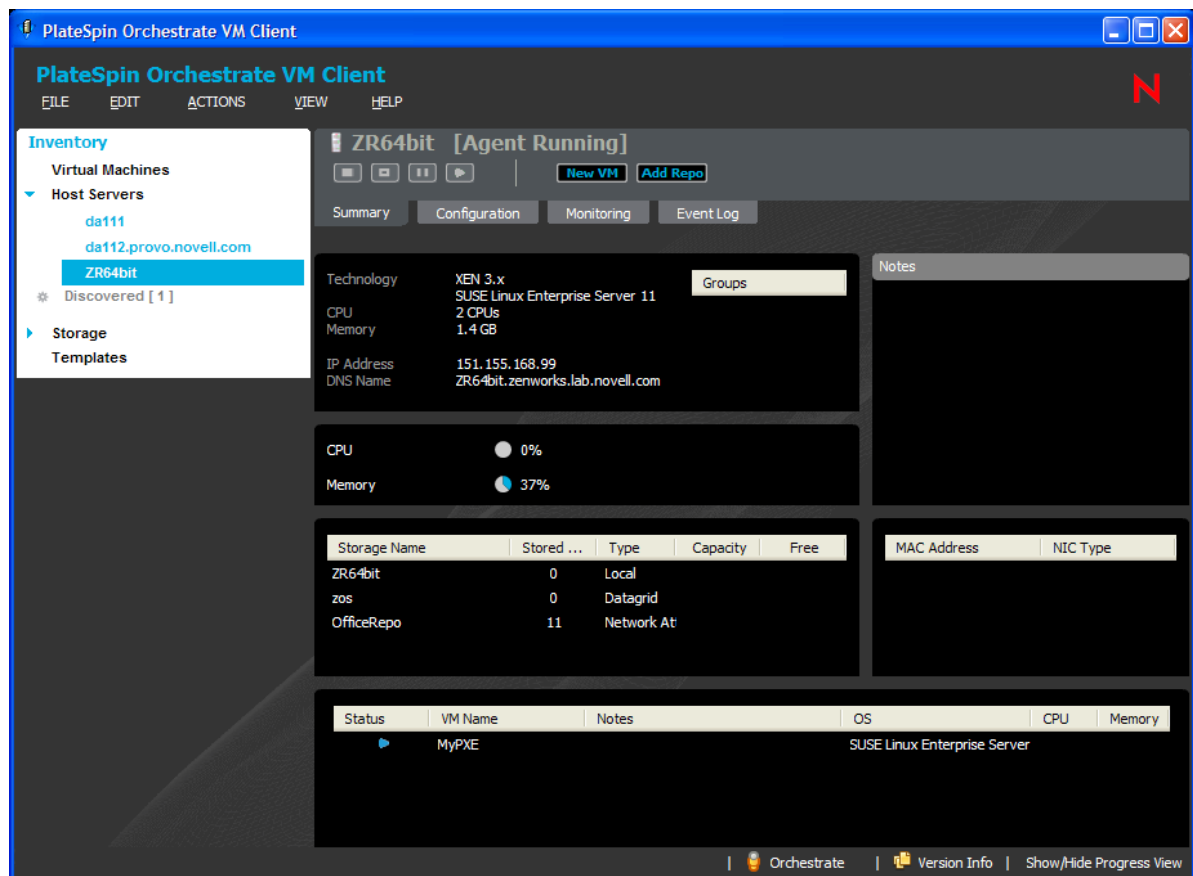 PlateSpin Orchestrate VM Client
PlateSpin Orchestrate VM Client
FILE EDIT ACTIONS VIEW HELP
N
Inventory
Virtual Machines
Host Servers
da111
da112.provo.novell.com
ZR64bit
Discovered [ 1 ]
Storage
Templates
ZR64bit [Agent Running]
New VM Add Repo
Summary Configuration Monitoring Event Log
Technology XEN 3.x
SUSE Linux Enterprise Server 11
CPU 2 CPUs
Memory 1.4 GB
IP Address 151.155.168.99
DNS Name ZR64bit.zenworks.lab.novell.com
Groups
Notes
CPU 0%
Memory 37%
Storage Name Stored ... Type Capacity Free
ZR64bit 0 Local
zos 0 Datagrid
OfficeRepo 11 Network At
MAC Address NIC Type
Status VM Name Notes OS CPU Memory
MyPXE SUSE Linux Enterprise Server
| Orchestrate | Version Info | Show/Hide Progress View